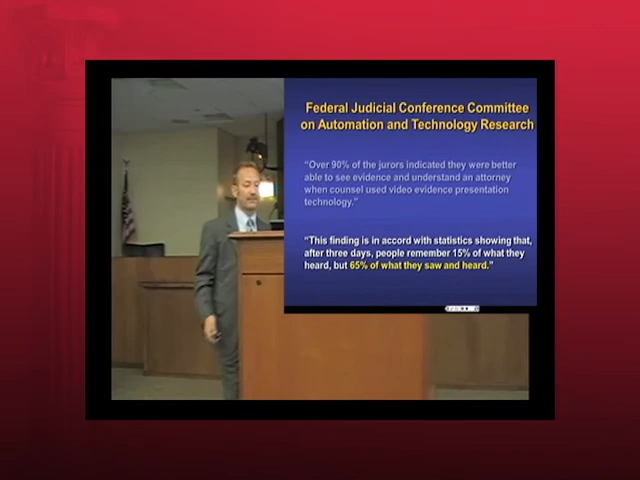 Federal Judicial Conference Committee
on Automation and Technology Research
“Over 90% of the jurors indicated they were better
able to see evidence and understand an attorney
when counsel used video evidence presentation
technology.”
“This finding is in accord with statistics showing that,
after three days, people remember 15% of what they
heard, but 65% of what they saw and heard.”